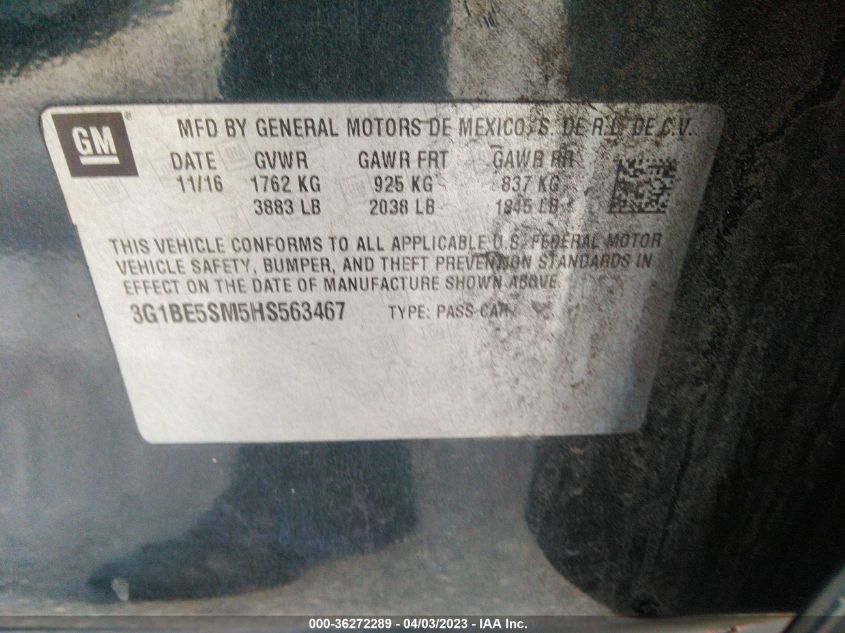 GM
MFD BY GENERAL MOTORS DE MEXICO, S. DE R.L. DE C.V.
DATE GVWR GAWR FRT GAWR RR
11/16 1762 KG 925 KG 837 KG
3883 LB 2038 LB 1845 LB
THIS VEHICLE CONFORMS TO ALL APPLICABLE U.S. FEDERAL MOTOR
VEHICLE SAFETY, BUMPER, AND THEFT PREVENTION STANDARDS IN
EFFECT ON THE DATE OF MANUFACTURE SHOWN ABOVE.
3G1BE5SM5HS563467 TYPE: PASS CAR
000-36272289 - 04/03/2023 - IAA Inc.